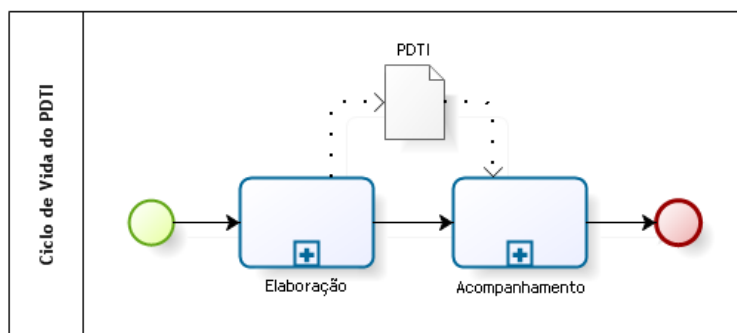 Ciclo de Vida do PDTI
PDTI
Elaboração
Acompanhamento